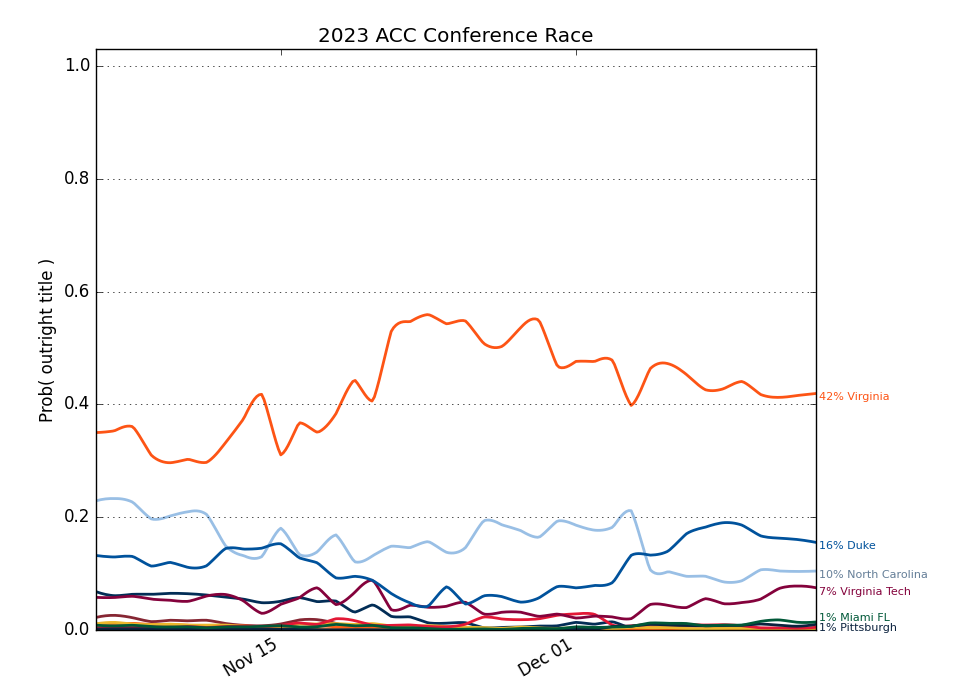 2023 ACC Conference Race
1.0
0.8
0.6
0.4
0.2
0.0
Prob( outright title )
42% Virginia
16% Duke
10% North Carolina
7% Virginia Tech
1% Miami FL
1% Pittsburgh
Nov 15
Dec 01